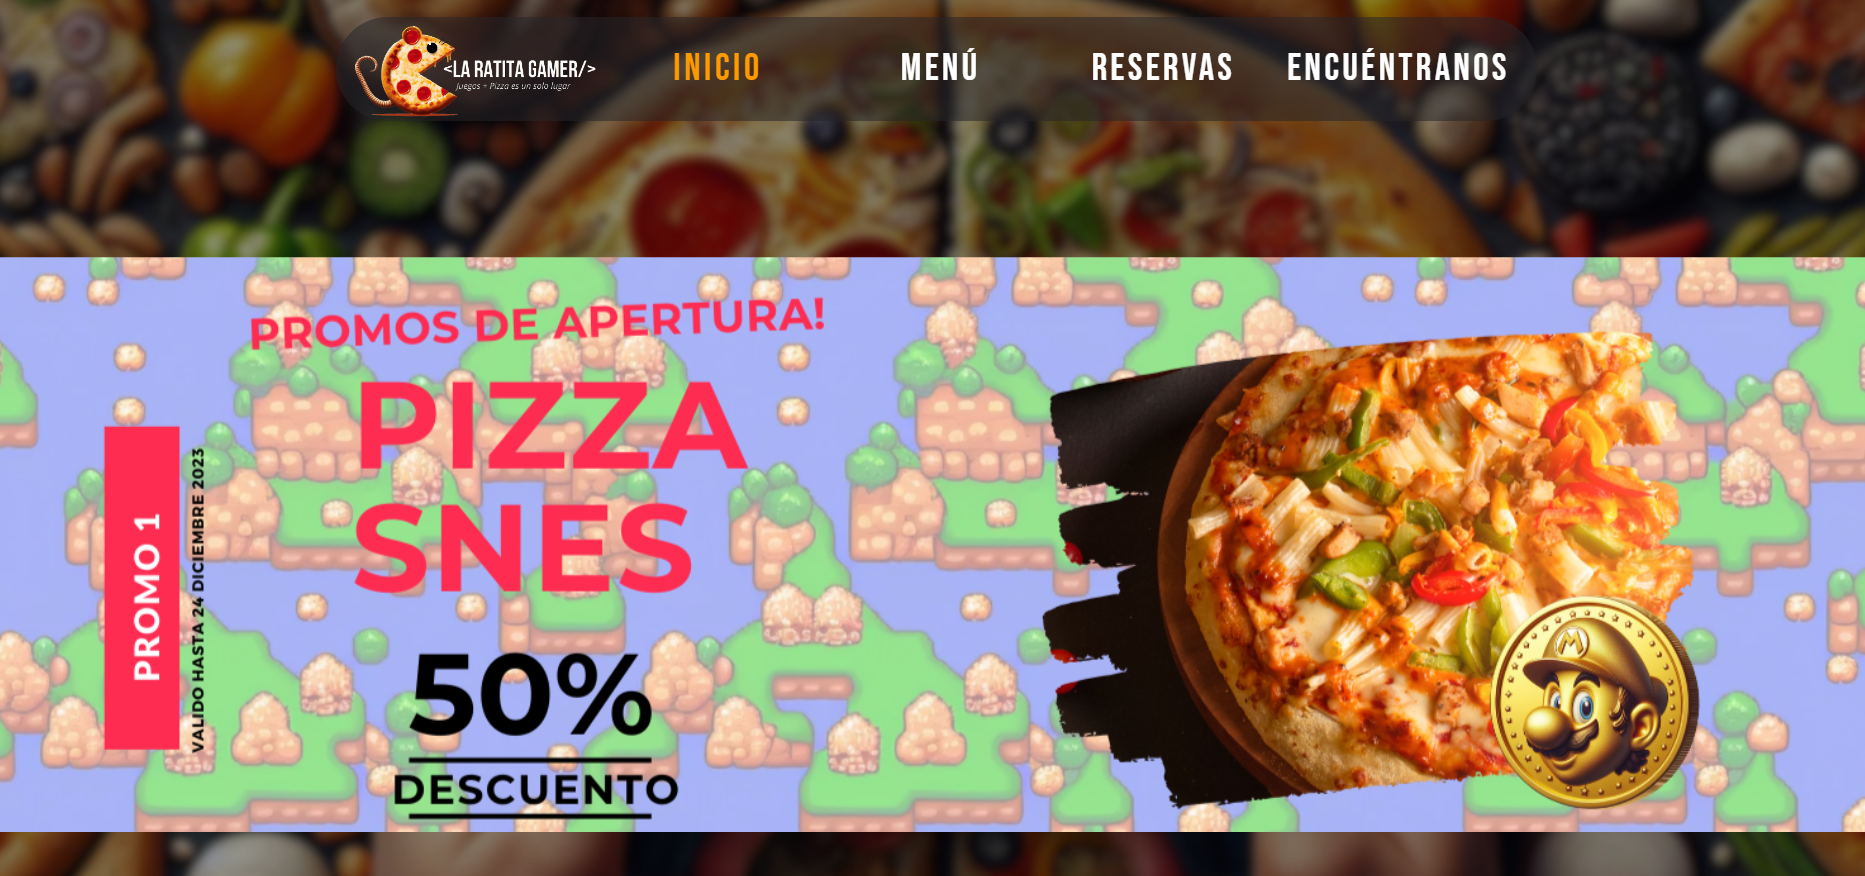 <LA RATITA GAMER/>
Juegos + Pizza es un solo lugar
INICIO
MENÚ
RESERVAS
ENCUÉNTRANOS
PROMOS DE APERTURA!
PIZZA
SNES
PROMO 1
VALIDO HASTA 24 DICIEMBRE 2023
50%
DESCUENTO
M